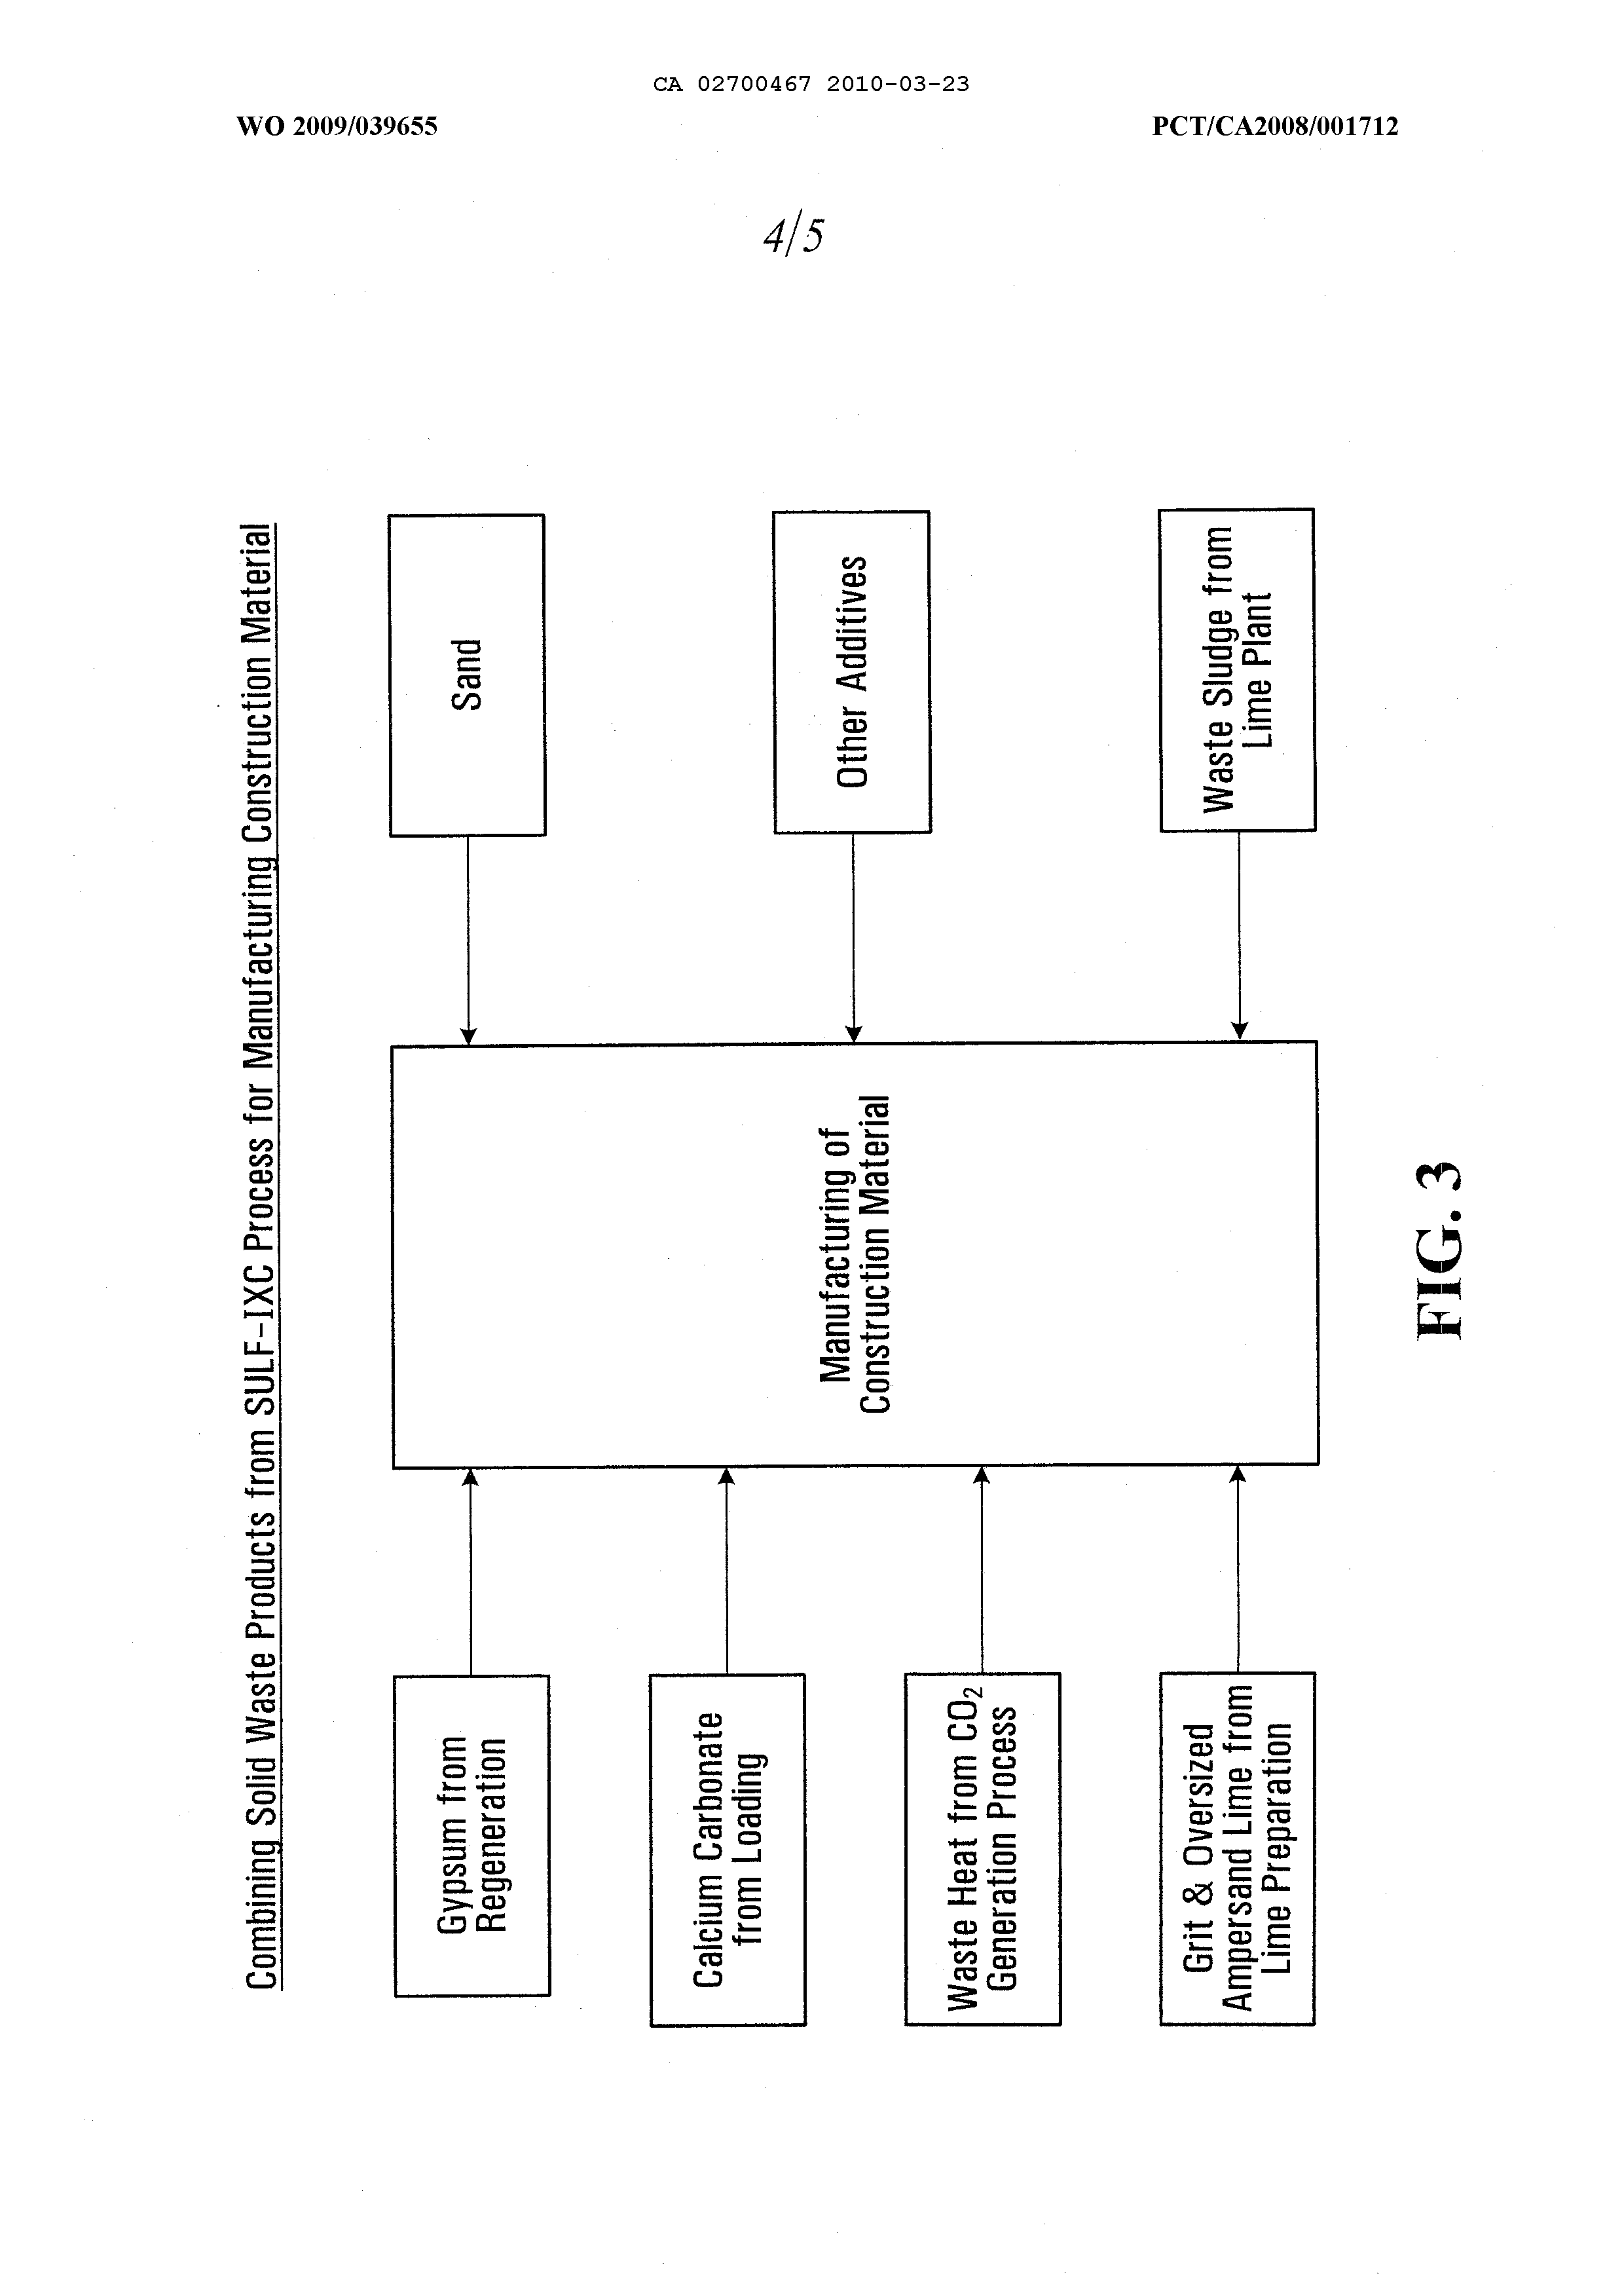 CA 02700467 2010-03-23
WO 2009/039655
PCT/CA2008/001712
4/5
Combining Solid Waste Products from SULF-IXC Process for Manufacturing Construction Material
Gypsum from
Regeneration
Calcium Carbonate
from Loading
Waste Heat from CO₂
Generation Process
Grit & Oversized
Ampersand Lime from
Lime Preparation
Manufacturing of
Construction Material
Sand
Other Additives
Waste Sludge from
Lime Plant
FIG. 3